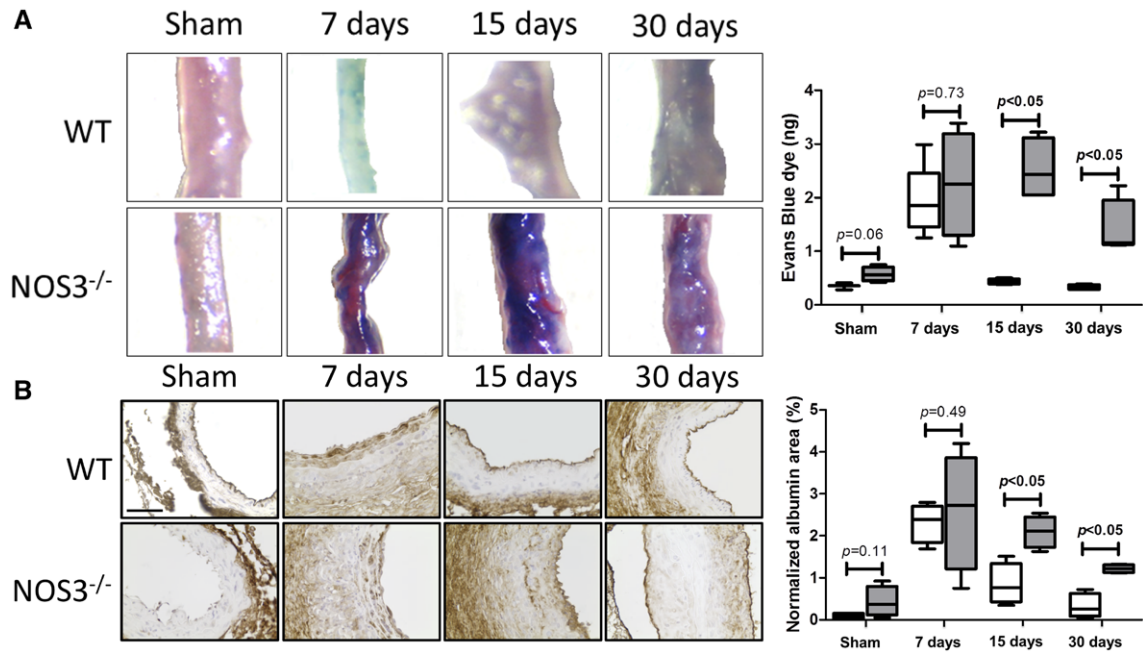 A
Sham 7 days 15 days 30 days
WT
NOS3-/-
Evans Blue dye (ng)
4
3
2
1
0
p=0.06
p=0.73
p<0.05
p<0.05
Sham 7 days 15 days 30 days
B
Sham 7 days 15 days 30 days
WT
NOS3-/-
Normalized albumin area (%)
5
4
3
2
1
0
p=0.11
p=0.49
p<0.05
p<0.05
Sham 7 days 15 days 30 days